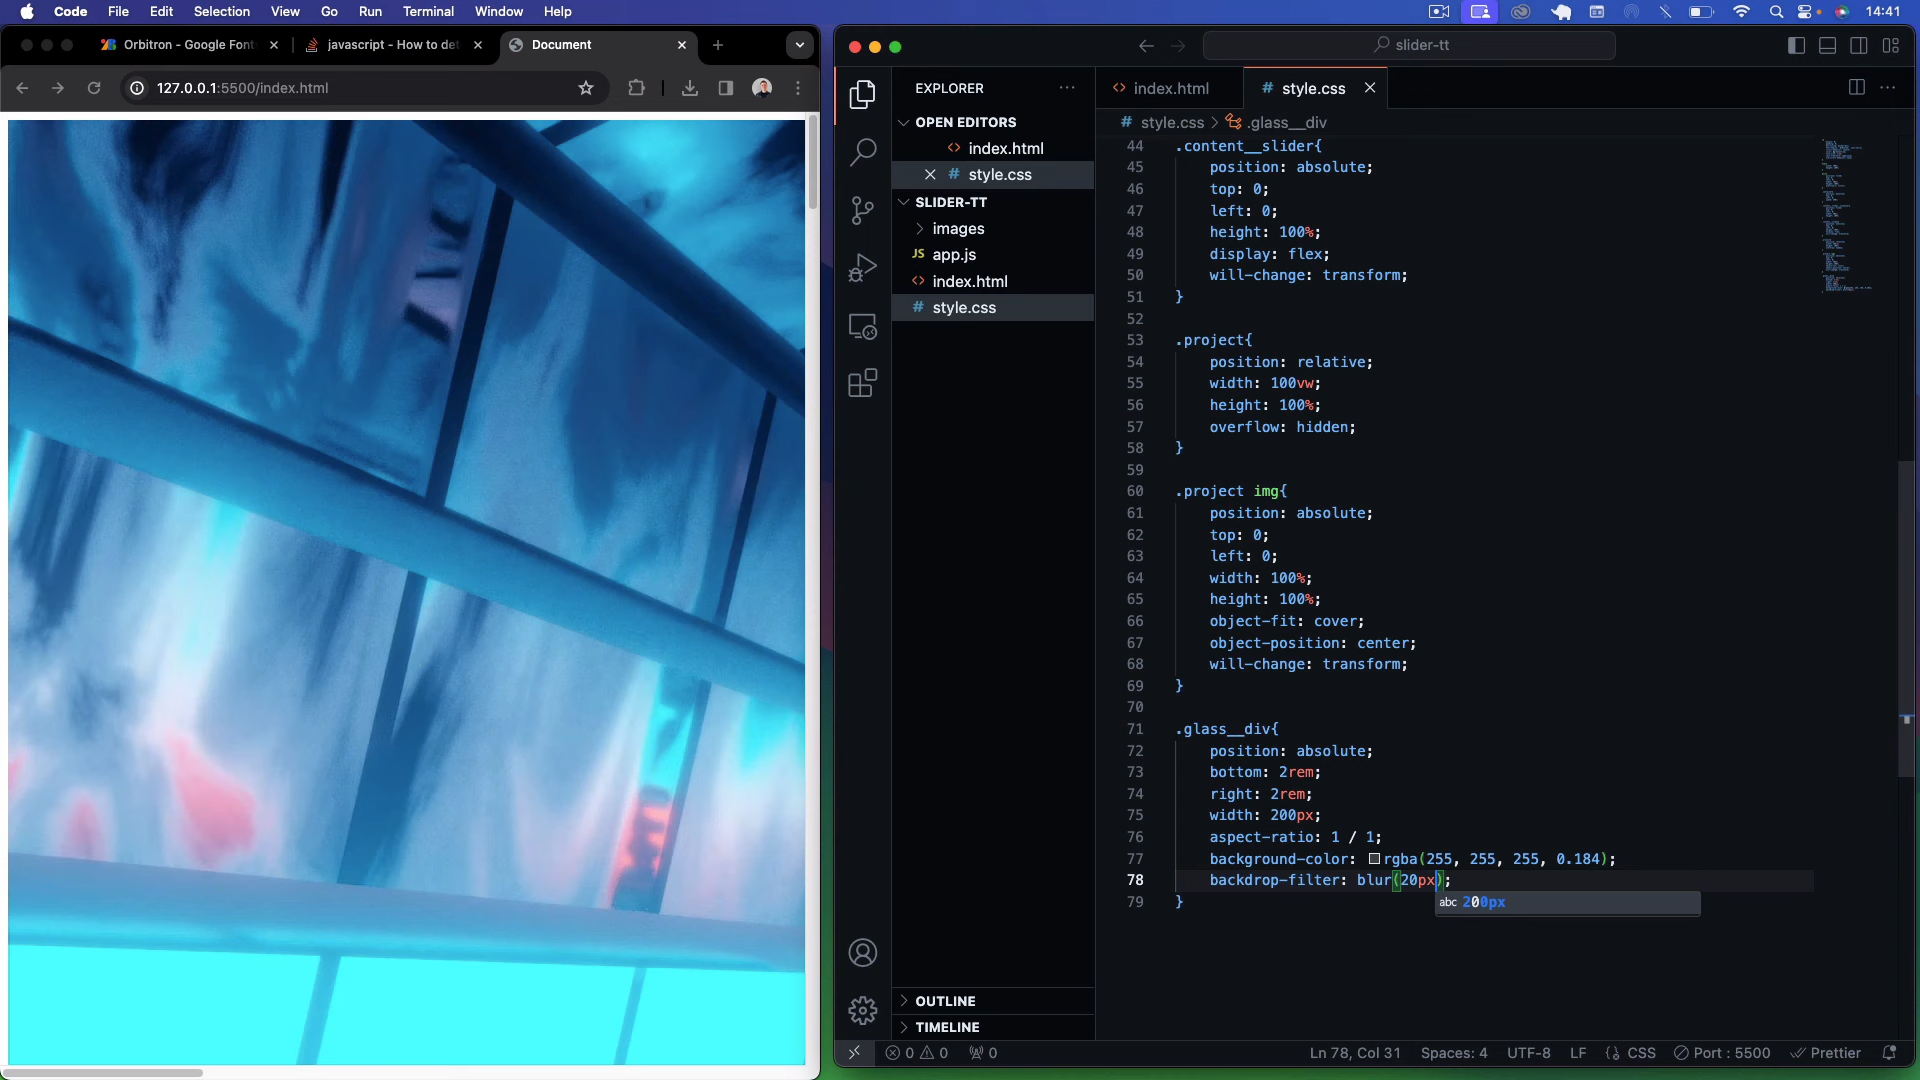 Code File Edit Selection View Go Run Terminal Window Help 14:41
Orbitron - Google Font javascript - How to det Document
127.0.0.1:5500/index.html
slider-tt
EXPLORER
OPEN EDITORS
index.html
style.css
SLIDER-TT
images
JS app.js
index.html
# style.css
OUTLINE
TIMELINE
<> index.html # style.css
# style.css > .glass__div
44 .content__slider{
45 position: absolute;
46 top: 0;
47 left: 0;
48 height: 100%;
49 display: flex;
50 will-change: transform;
51 }
52
53 .project{
54 position: relative;
55 width: 100vw;
56 height: 100%;
57 overflow: hidden;
58 }
59
60 .project img{
61 position: absolute;
62 top: 0;
63 left: 0;
64 width: 100%;
65 height: 100%;
66 object-fit: cover;
67 object-position: center;
68 will-change: transform;
69 }
70
71 .glass__div{
72 position: absolute;
73 bottom: 2rem;
74 right: 2rem;
75 width: 200px;
76 aspect-ratio: 1 / 1;
77 background-color: rgba(255, 255, 255, 0.184);
78 backdrop-filter: blur(20px);
abc 200px
79 }
0 0 0 Ln 78, Col 31 Spaces: 4 UTF-8 LF {} CSS Port : 5500 Prettier